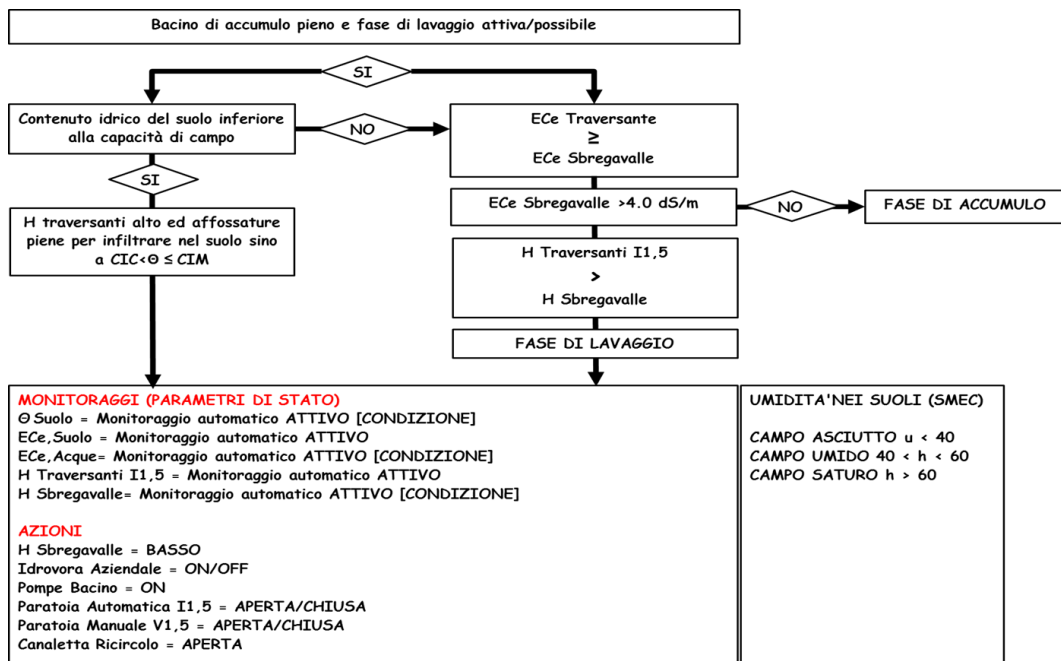 Bacino di accumulo pieno e fase di lavaggio attiva/possibile
SI
Contenuto idrico del suolo inferiore
alla capacità di campo
NO
ECe Traversante
≥
ECe Sbregavalle
SI
ECe Sbregavalle >4.0 dS/m
NO
FASE DI ACCUMULO
H traversanti alto ed affossature
piene per infiltrare nel suolo sino
a CIC<Θ ≤ CIM
H Traversanti I1,5
>
H Sbregavalle
FASE DI LAVAGGIO
MONITORAGGI (PARAMETRI DI STATO)
Θ Suolo = Monitoraggio automatico ATTIVO [CONDIZIONE]
ECe,Suolo = Monitoraggio automatico ATTIVO
ECe,Acque = Monitoraggio automatico ATTIVO [CONDIZIONE]
H Traversanti I1,5 = Monitoraggio automatico ATTIVO
H Sbregavalle= Monitoraggio automatico ATTIVO [CONDIZIONE]
AZIONI
H Sbregavalle = BASSO
Idrovora Aziendale = ON/OFF
Pompe Bacino = ON
Paratoia Automatica I1,5 = APERTA/CHIUSA
Paratoia Manuale V1,5 = APERTA/CHIUSA
Canaletta Ricircolo = APERTA
UMIDITA'NEI SUOLI (SMEC)
CAMPO ASCIUTTO u < 40
CAMPO UMIDO 40 < h < 60
CAMPO SATURO h > 60